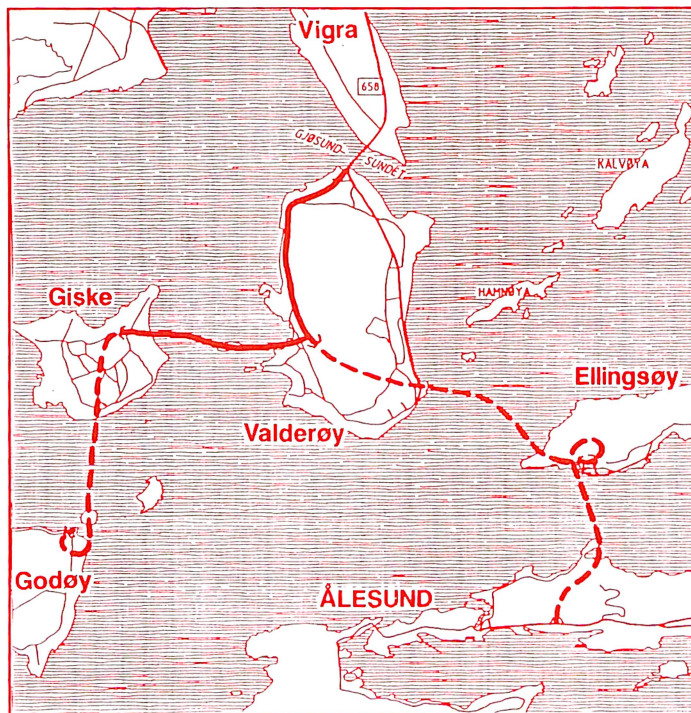 Vigra
658
GJØSUND-
SUNDET
KALVØYA
HAMNØYA
Giske
Ellingsøy
Valderøy
Godøy
ÅLESUND